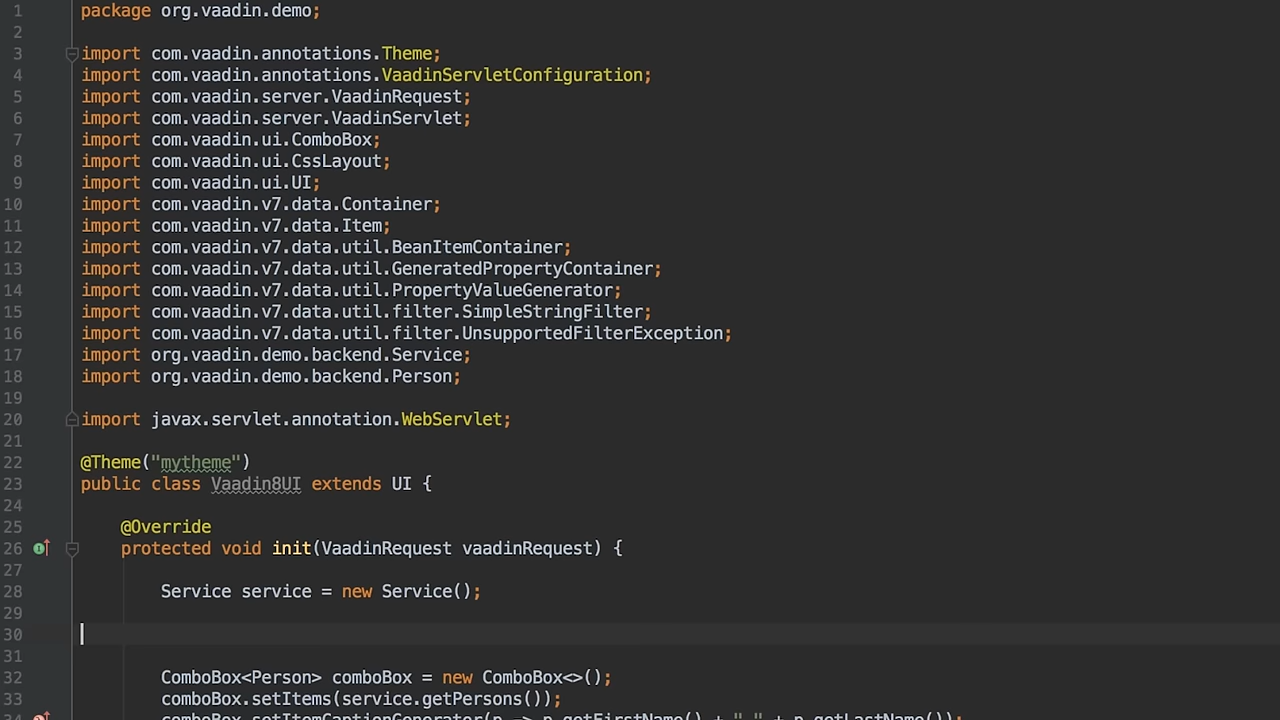 1 package org.vaadin.demo;
2
3 import com.vaadin.annotations.Theme;
4 import com.vaadin.annotations.VaadinServletConfiguration;
5 import com.vaadin.server.VaadinRequest;
6 import com.vaadin.server.VaadinServlet;
7 import com.vaadin.ui.ComboBox;
8 import com.vaadin.ui.CssLayout;
9 import com.vaadin.ui.UI;
10 import com.vaadin.v7.data.Container;
11 import com.vaadin.v7.data.Item;
12 import com.vaadin.v7.data.util.BeanItemContainer;
13 import com.vaadin.v7.data.util.GeneratedPropertyContainer;
14 import com.vaadin.v7.data.util.PropertyValueGenerator;
15 import com.vaadin.v7.data.util.filter.SimpleStringFilter;
16 import com.vaadin.v7.data.util.filter.UnsupportedFilterException;
17 import org.vaadin.demo.backend.Service;
18 import org.vaadin.demo.backend.Person;
19
20 import javax.servlet.annotation.WebServlet;
21
22 @Theme("mytheme")
23 public class Vaadin8UI extends UI {
24
25 @Override
26 protected void init(VaadinRequest vaadinRequest) {
27
28 Service service = new Service();
29
30
31
32 ComboBox<Person> comboBox = new ComboBox<>();
33 comboBox.setItems(service.getPersons());
34 comboBox.setItemCaptionGenerator(p -> p.getFirstName() + " " + p.getLastName());